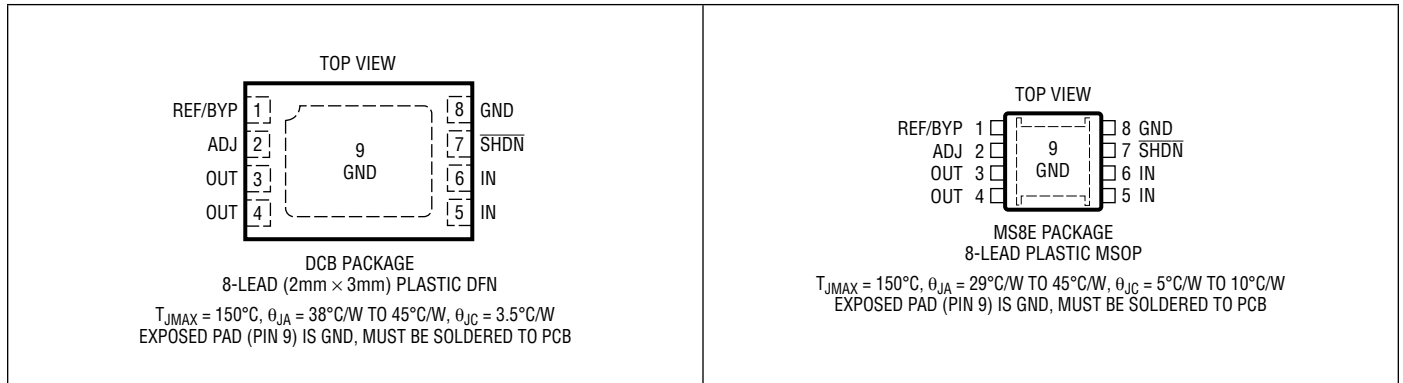 TOP VIEW
REF/BYP 1
ADJ 2
OUT 3
OUT 4
9
GND
8 GND
7 SHDN
6 IN
5 IN
DCB PACKAGE
8-LEAD (2mm × 3mm) PLASTIC DFN
TJMAX = 150°C, θJA = 38°C/W TO 45°C/W, θJC = 3.5°C/W
EXPOSED PAD (PIN 9) IS GND, MUST BE SOLDERED TO PCB
TOP VIEW
REF/BYP 1
ADJ 2
OUT 3
OUT 4
9
GND
8 GND
7 SHDN
6 IN
5 IN
MS8E PACKAGE
8-LEAD PLASTIC MSOP
TJMAX = 150°C, θJA = 29°C/W TO 45°C/W, θJC = 5°C/W TO 10°C/W
EXPOSED PAD (PIN 9) IS GND, MUST BE SOLDERED TO PCB